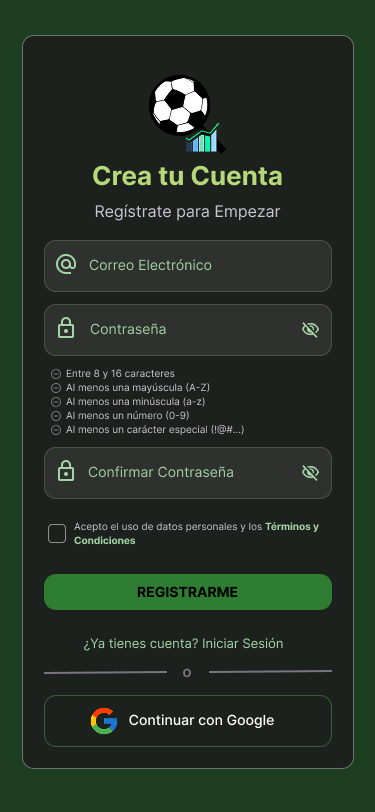 Crea tu Cuenta
Regístrate para Empezar
Correo Electrónico
Contraseña
Entre 8 y 16 caracteres
Al menos una mayúscula (A-Z)
Al menos una minúscula (a-z)
Al menos un número (0-9)
Al menos un carácter especial (!@#...)
Confirmar Contraseña
Acepto el uso de datos personales y los Términos y
Condiciones
REGISTRARME
¿Ya tienes cuenta? Iniciar Sesión
O
Continuar con Google